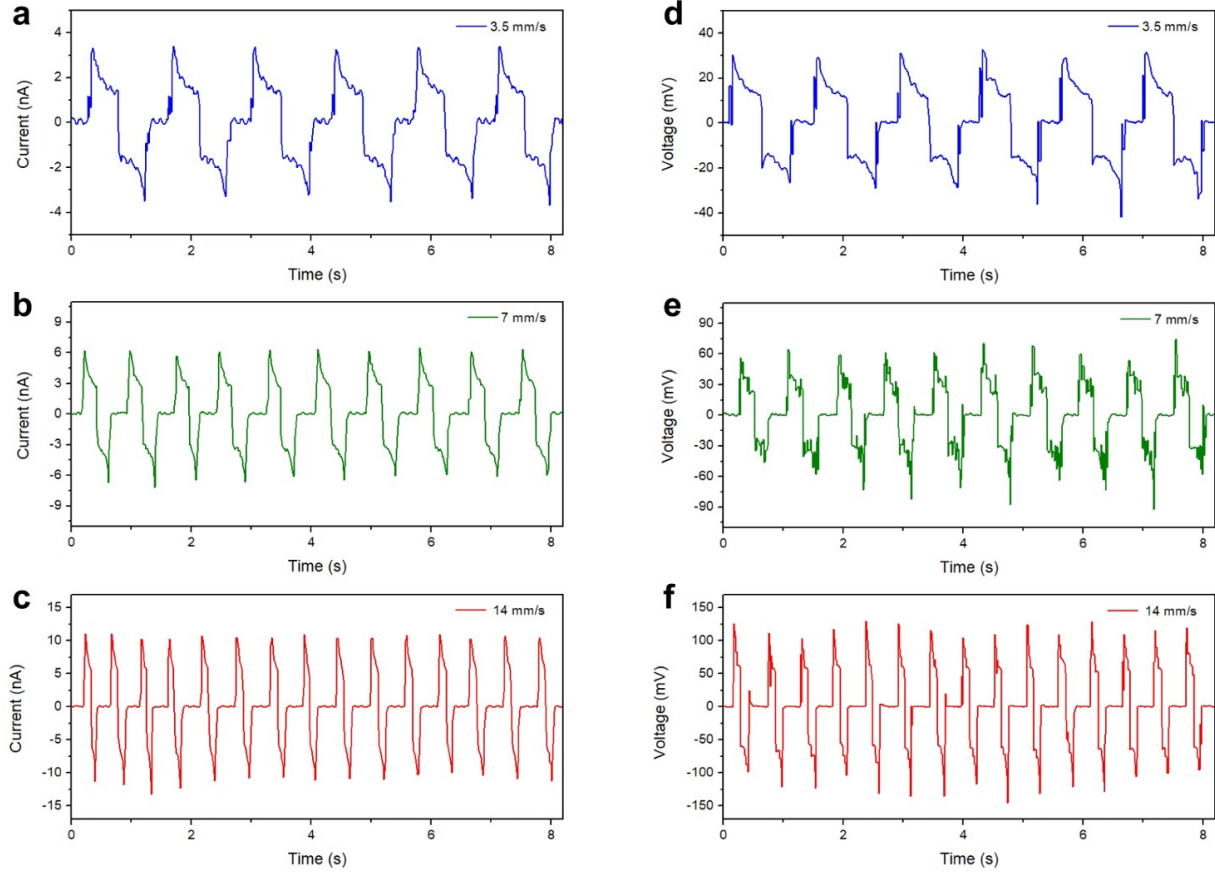 a
3.5 mm/s
4
2
0
-2
-4
Current (nA)
0 2 4 6 8
Time (s)
d
3.5 mm/s
40
20
0
-20
-40
Voltage (mV)
0 2 4 6 8
Time (s)
b
7 mm/s
9
6
3
0
-3
-6
-9
Current (nA)
0 2 4 6 8
Time (s)
e
7 mm/s
90
60
30
0
-30
-60
-90
Voltage (mV)
0 2 4 6 8
Time (s)
c
14 mm/s
15
10
5
0
-5
-10
-15
Current (nA)
0 2 4 6 8
Time (s)
f
14 mm/s
150
100
50
0
-50
-100
-150
Voltage (mV)
0 2 4 6 8
Time (s)